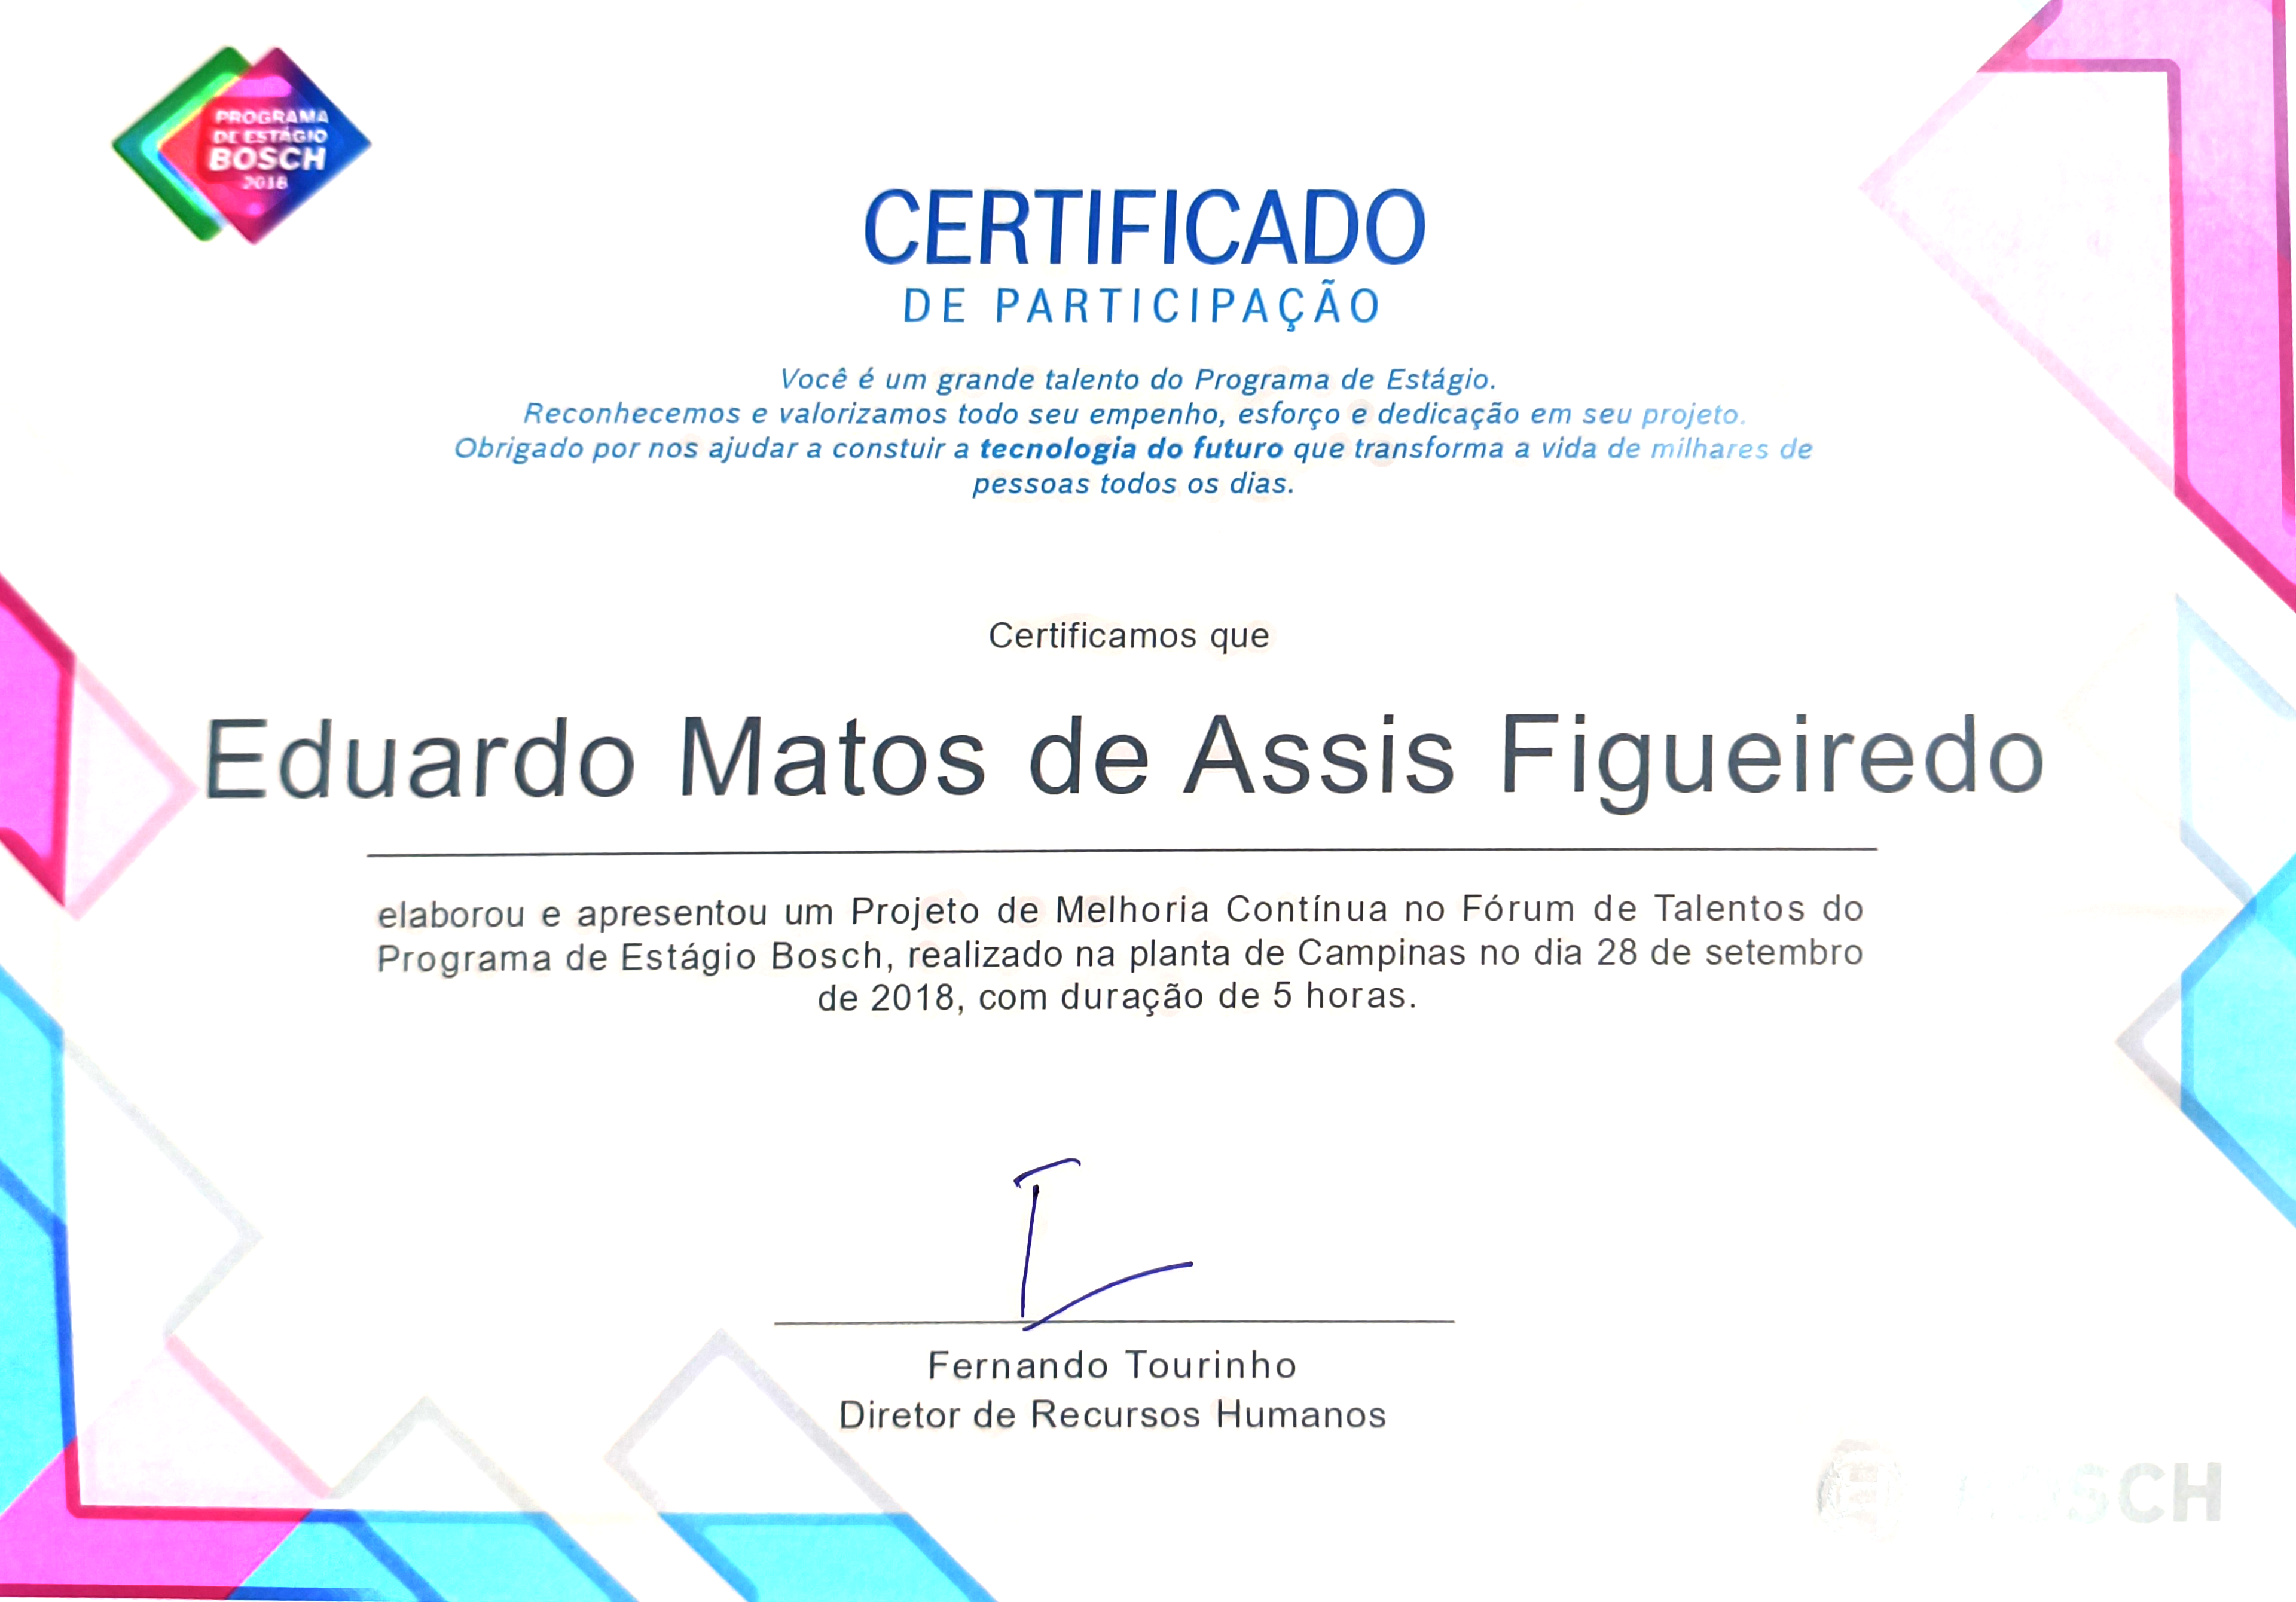 PROGRAMA
DE ESTÁGIO
BOSCH
2018
CERTIFICADO
DE PARTICIPAÇÃO
Você é um grande talento do Programa de Estágio.
Reconhecemos e valorizamos todo seu empenho, esforço e dedicação em seu projeto.
Obrigado por nos ajudar a constuir a tecnologia do futuro que transforma a vida de milhares de
pessoas todos os dias.
Certificamos que
Eduardo Matos de Assis Figueiredo
elaborou e apresentou um Projeto de Melhoria Contínua no Fórum de Talentos do
Programa de Estágio Bosch, realizado na planta de Campinas no dia 28 de setembro
de 2018, com duração de 5 horas.
Fernando Tourinho
Diretor de Recursos Humanos
BOSCH